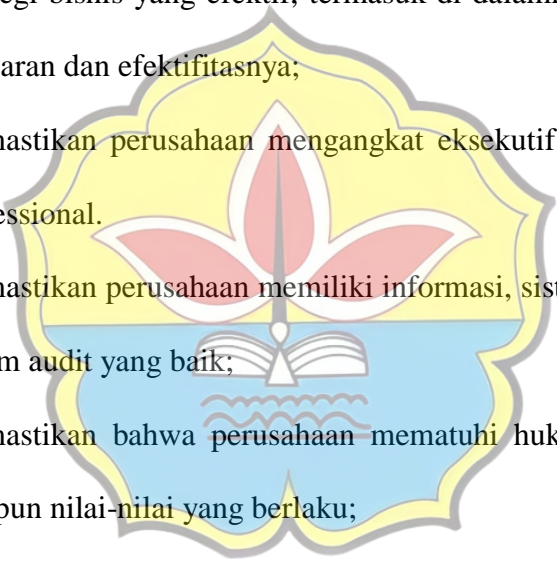 egi bisnis yang efektif, termasuk di dalamn
aran dan efektifitasnya;
nastikan perusahaan mengangkat eksekutif
essional.
nastikan perusahaan memiliki informasi, sist
m audit yang baik;
nastikan bahwa perusahaan mematuhi huk
pun nilai-nilai yang berlaku;